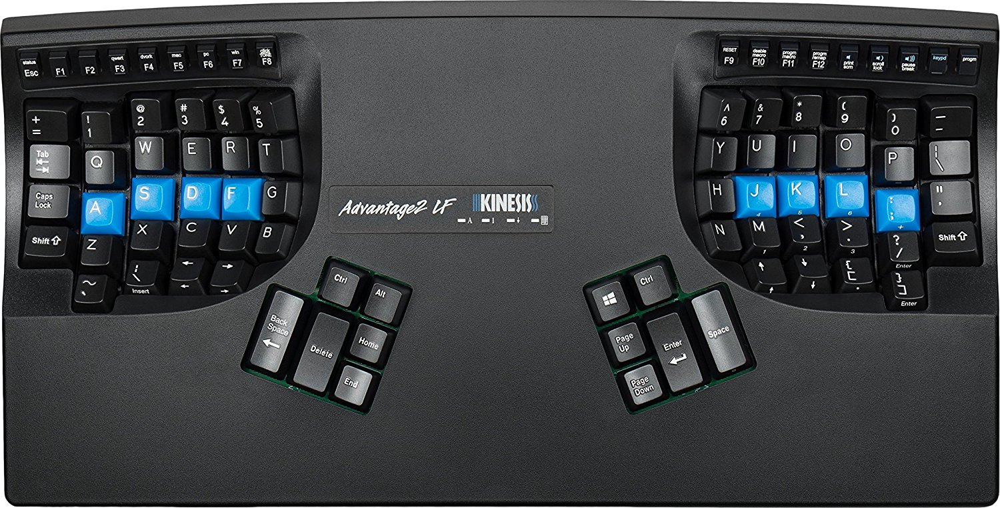 status
Esc
F1
F2
qwert
F3
dvork
F4
mac
F5
pc
F6
win
F7
click
TONE
F8
RESET
F9
dsable
macro
F10
progm
macro
F11
progm
remap
F12
print
scrn
scroll
lock
pause
break
keypd
progm
+
=
!
1
@
2
#
3
$
4
%
5
^
6
&
7
*
8
(
9
)
0
Tab
Q
W
E
R
T
Y
U
I
O
P
|
\
Caps
Lock
A
S
D
F
G
H
J
4
K
5
L
6
:
;
+
"
'
Advantage2 LF
KINESIS
A
1
Shift
Z
X
C
V
B
N
M
1
<
,
2
>
.
3
?
/
Enter
Shift
~
`
|
\
Insert
{
[
}
]
Enter
Ctrl
Alt
Back
Space
Delete
Home
End
Ctrl
Page
Up
Enter
Space
Page
Down